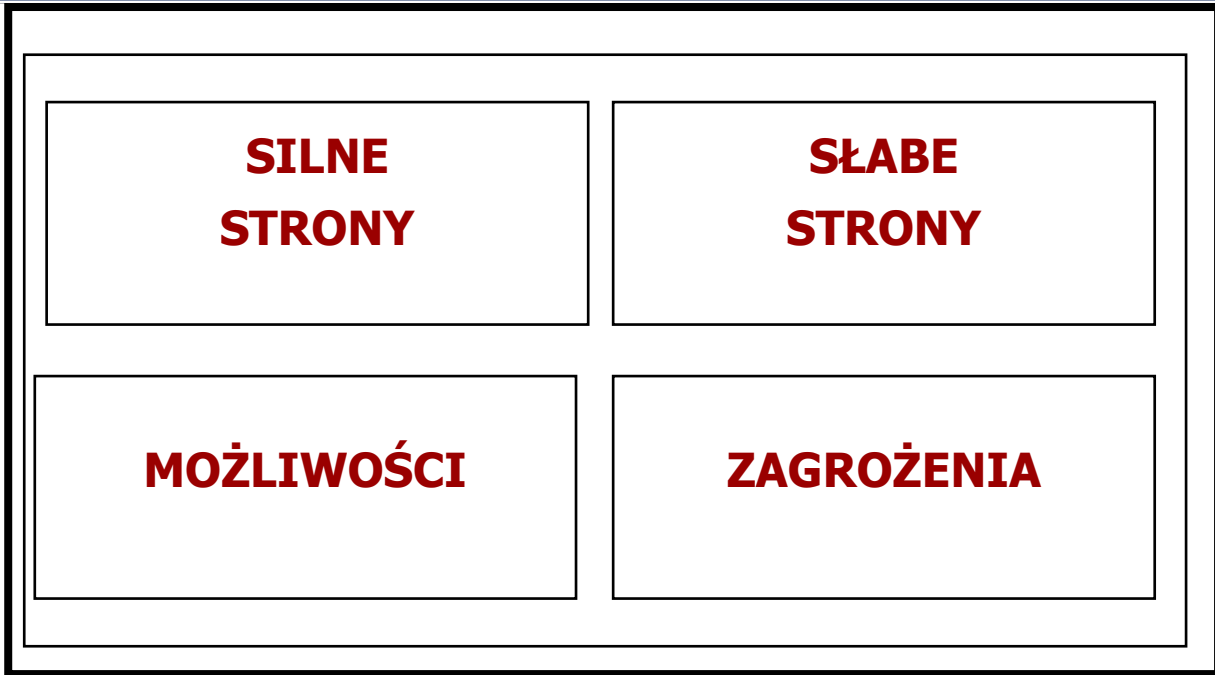 SILNE
STRONY
SŁABE
STRONY
MOŻLIWOŚCI
ZAGROŻENIA